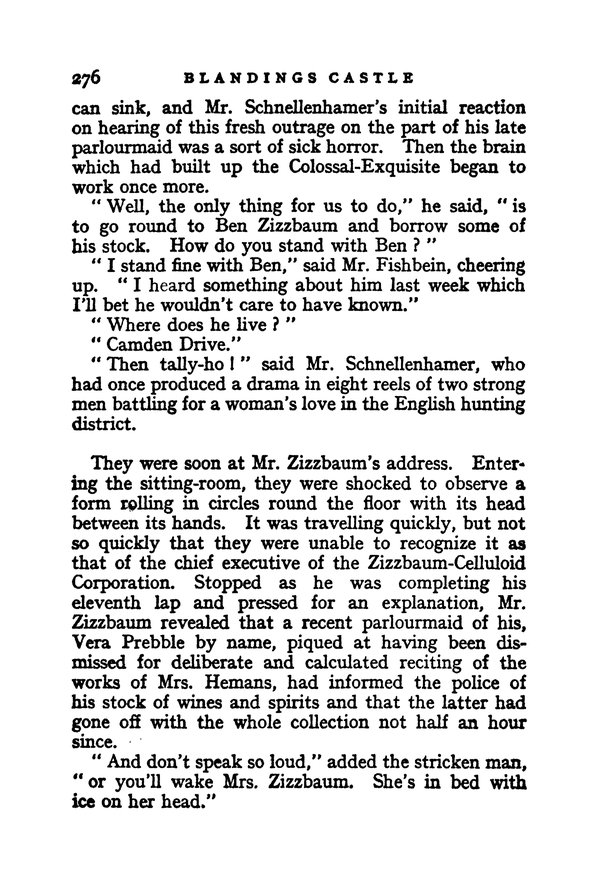 276 BLANDINGS CASTLE
can sink, and Mr. Schnellenhamer's initial reaction
on hearing of this fresh outrage on the part of his late
parlourmaid was a sort of sick horror. Then the brain
which had built up the Colossal-Exquisite began to
work once more.
" Well, the only thing for us to do," he said, " is
to go round to Ben Zizzbaum and borrow some of
his stock. How do you stand with Ben ? "
" I stand fine with Ben," said Mr. Fishbein, cheering
up. " I heard something about him last week which
I'll bet he wouldn't care to have known."
" Where does he live ? "
" Camden Drive."
" Then tally-ho ! " said Mr. Schnellenhamer, who
had once produced a drama in eight reels of two strong
men battling for a woman's love in the English hunting
district.
They were soon at Mr. Zizzbaum's address. Enter-
ing the sitting-room, they were shocked to observe a
form rolling in circles round the floor with its head
between its hands. It was travelling quickly, but not
so quickly that they were unable to recognize it as
that of the chief executive of the Zizzbaum-Celluloid
Corporation. Stopped as he was completing his
eleventh lap and pressed for an explanation, Mr.
Zizzbaum revealed that a recent parlourmaid of his,
Vera Prebble by name, piqued at having been dis-
missed for deliberate and calculated reciting of the
works of Mrs. Hemans, had informed the police of
his stock of wines and spirits and that the latter had
gone off with the whole collection not half an hour
since.
" And don't speak so loud," added the stricken man,
" or you'll wake Mrs. Zizzbaum. She's in bed with
ice on her head."